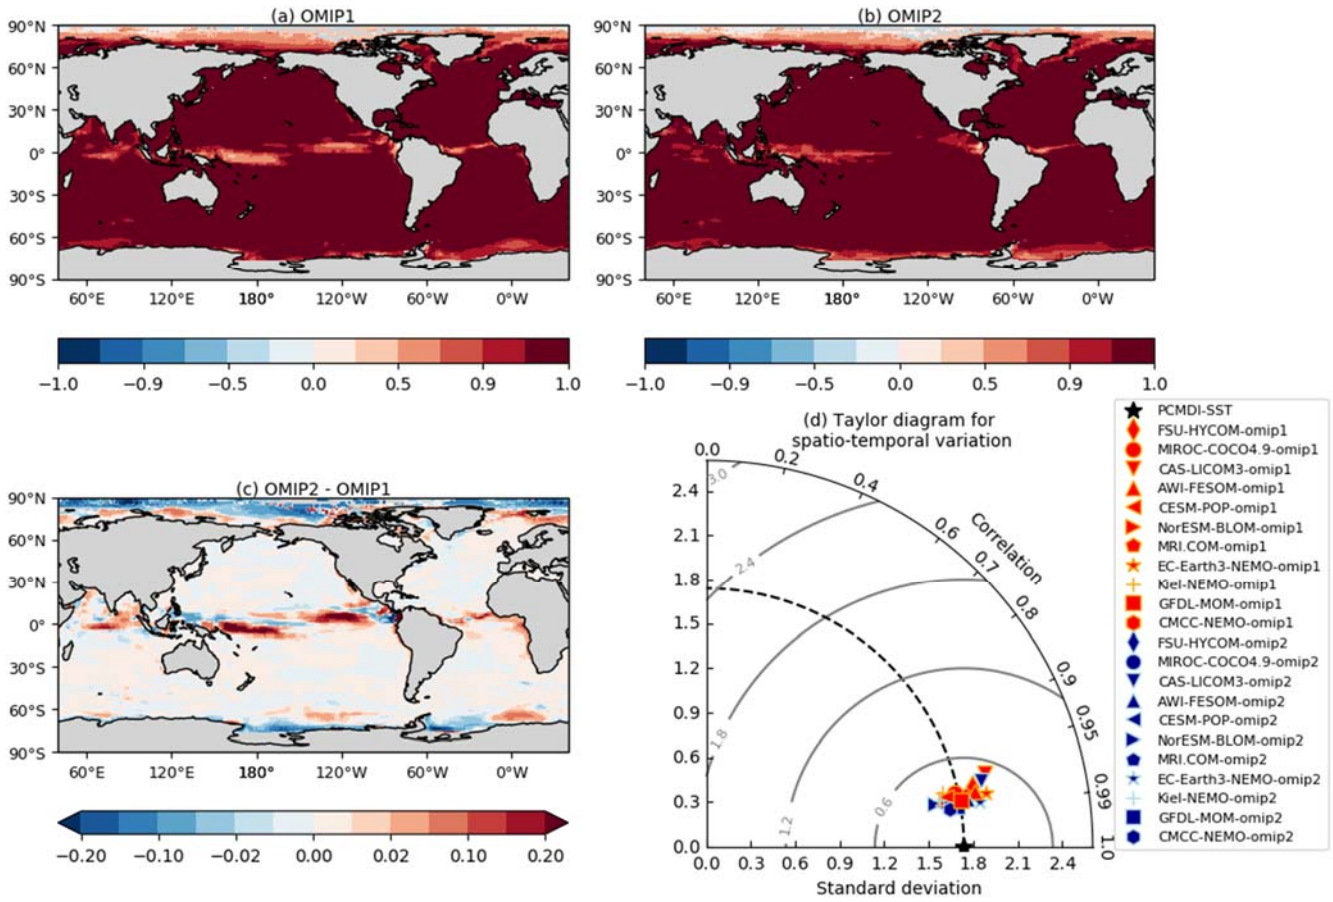 (a) OMIP1
90°N
60°N
30°N
0°
30°S
60°S
90°S
60°E 120°E 180° 120°W 60°W 0°W
−1.0 −0.9 −0.5 0.0 0.5 0.9 1.0
(b) OMIP2
90°N
60°N
30°N
0°
30°S
60°S
90°S
60°E 120°E 180° 120°W 60°W 0°W
−1.0 −0.9 −0.5 0.0 0.5 0.9 1.0
(c) OMIP2 - OMIP1
90°N
60°N
30°N
0°
30°S
60°S
90°S
60°E 120°E 180° 120°W 60°W 0°W
−0.20 −0.10 −0.02 0.00 0.02 0.10 0.20
(d) Taylor diagram for
spatio-temporal variation
0.0 0.2 0.4 0.6 0.7 0.8 0.9 0.95 0.99 1.0
Correlation
2.4
2.1
1.8
1.5
1.2
0.9
0.6
0.3
0.0
3.0
2.4
1.8
1.2
0.6
0.0 0.3 0.6 0.9 1.2 1.5 1.8 2.1 2.4
Standard deviation
PCMDI-SST
FSU-HYCOM-omip1
MIROC-COCO4.9-omip1
CAS-LICOM3-omip1
AWI-FESOM-omip1
CESM-POP-omip1
NorESM-BLOM-omip1
MRI.COM-omip1
EC-Earth3-NEMO-omip1
Kiel-NEMO-omip1
GFDL-MOM-omip1
CMCC-NEMO-omip1
FSU-HYCOM-omip2
MIROC-COCO4.9-omip2
CAS-LICOM3-omip2
AWI-FESOM-omip2
CESM-POP-omip2
NorESM-BLOM-omip2
MRI.COM-omip2
EC-Earth3-NEMO-omip2
Kiel-NEMO-omip2
GFDL-MOM-omip2
CMCC-NEMO-omip2